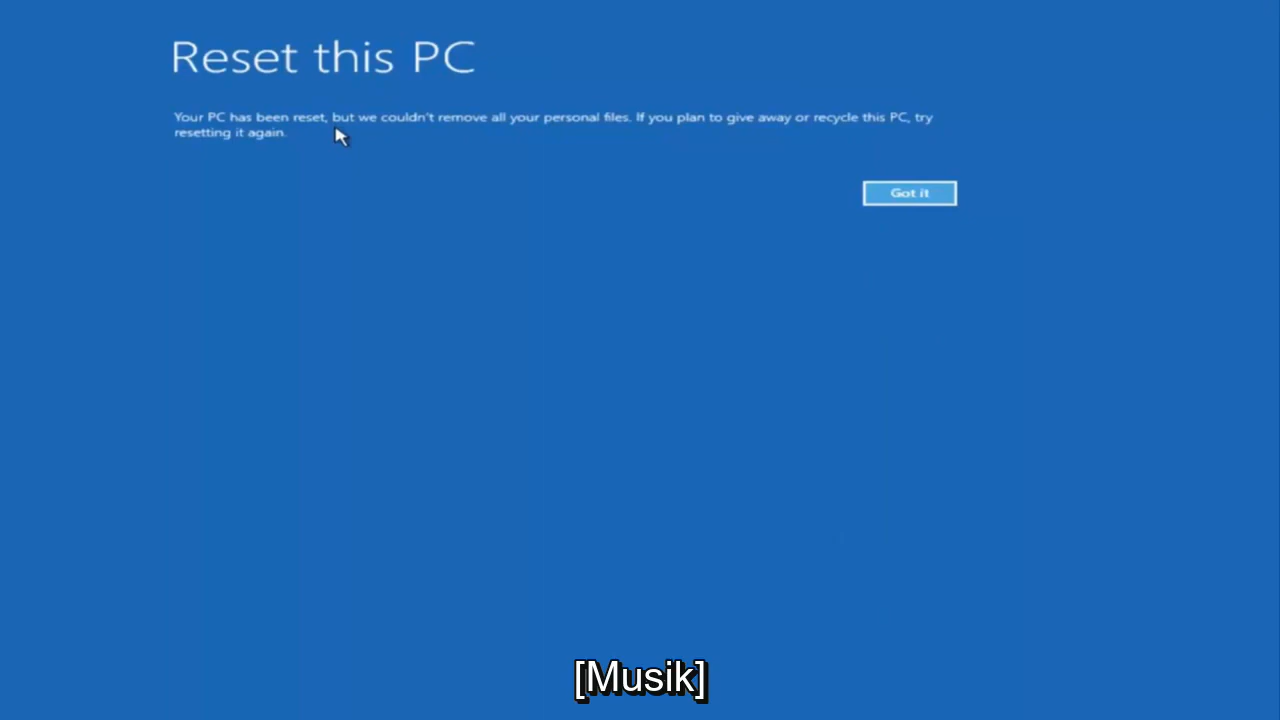 Reset this PC
Your PC has been reset, but we couldn't remove all your personal files. If you plan to give away or recycle this PC, try
resetting it again.
Got it
[Musik]